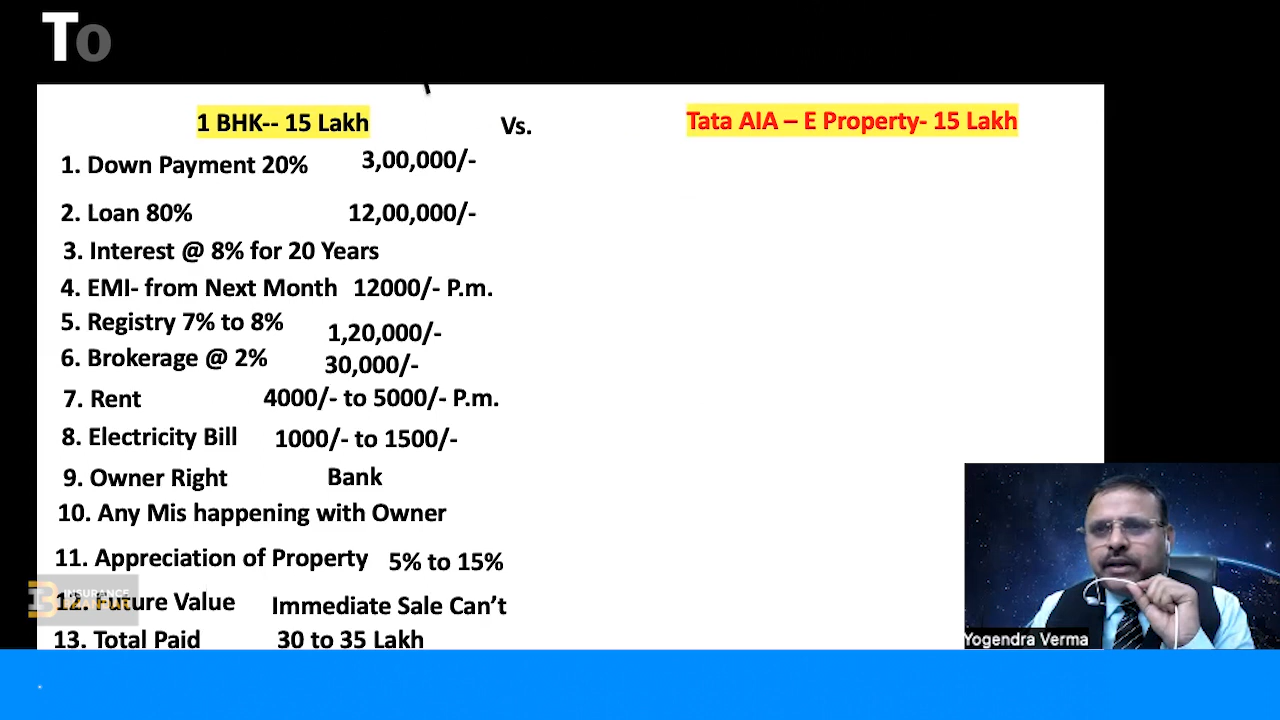 To
1 BHK-- 15 Lakh Vs. Tata AIA – E Property- 15 Lakh
1. Down Payment 20% 3,00,000/-
2. Loan 80% 12,00,000/-
3. Interest @ 8% for 20 Years
4. EMI- from Next Month 12000/- P.m.
5. Registry 7% to 8% 1,20,000/-
6. Brokerage @ 2% 30,000/-
7. Rent 4000/- to 5000/- P.m.
8. Electricity Bill 1000/- to 1500/-
9. Owner Right Bank
10. Any Mis happening with Owner
11. Appreciation of Property 5% to 15%
INSURANCE
12. Future Value Immediate Sale Can’t
13. Total Paid 30 to 35 Lakh
Yogendra Verma